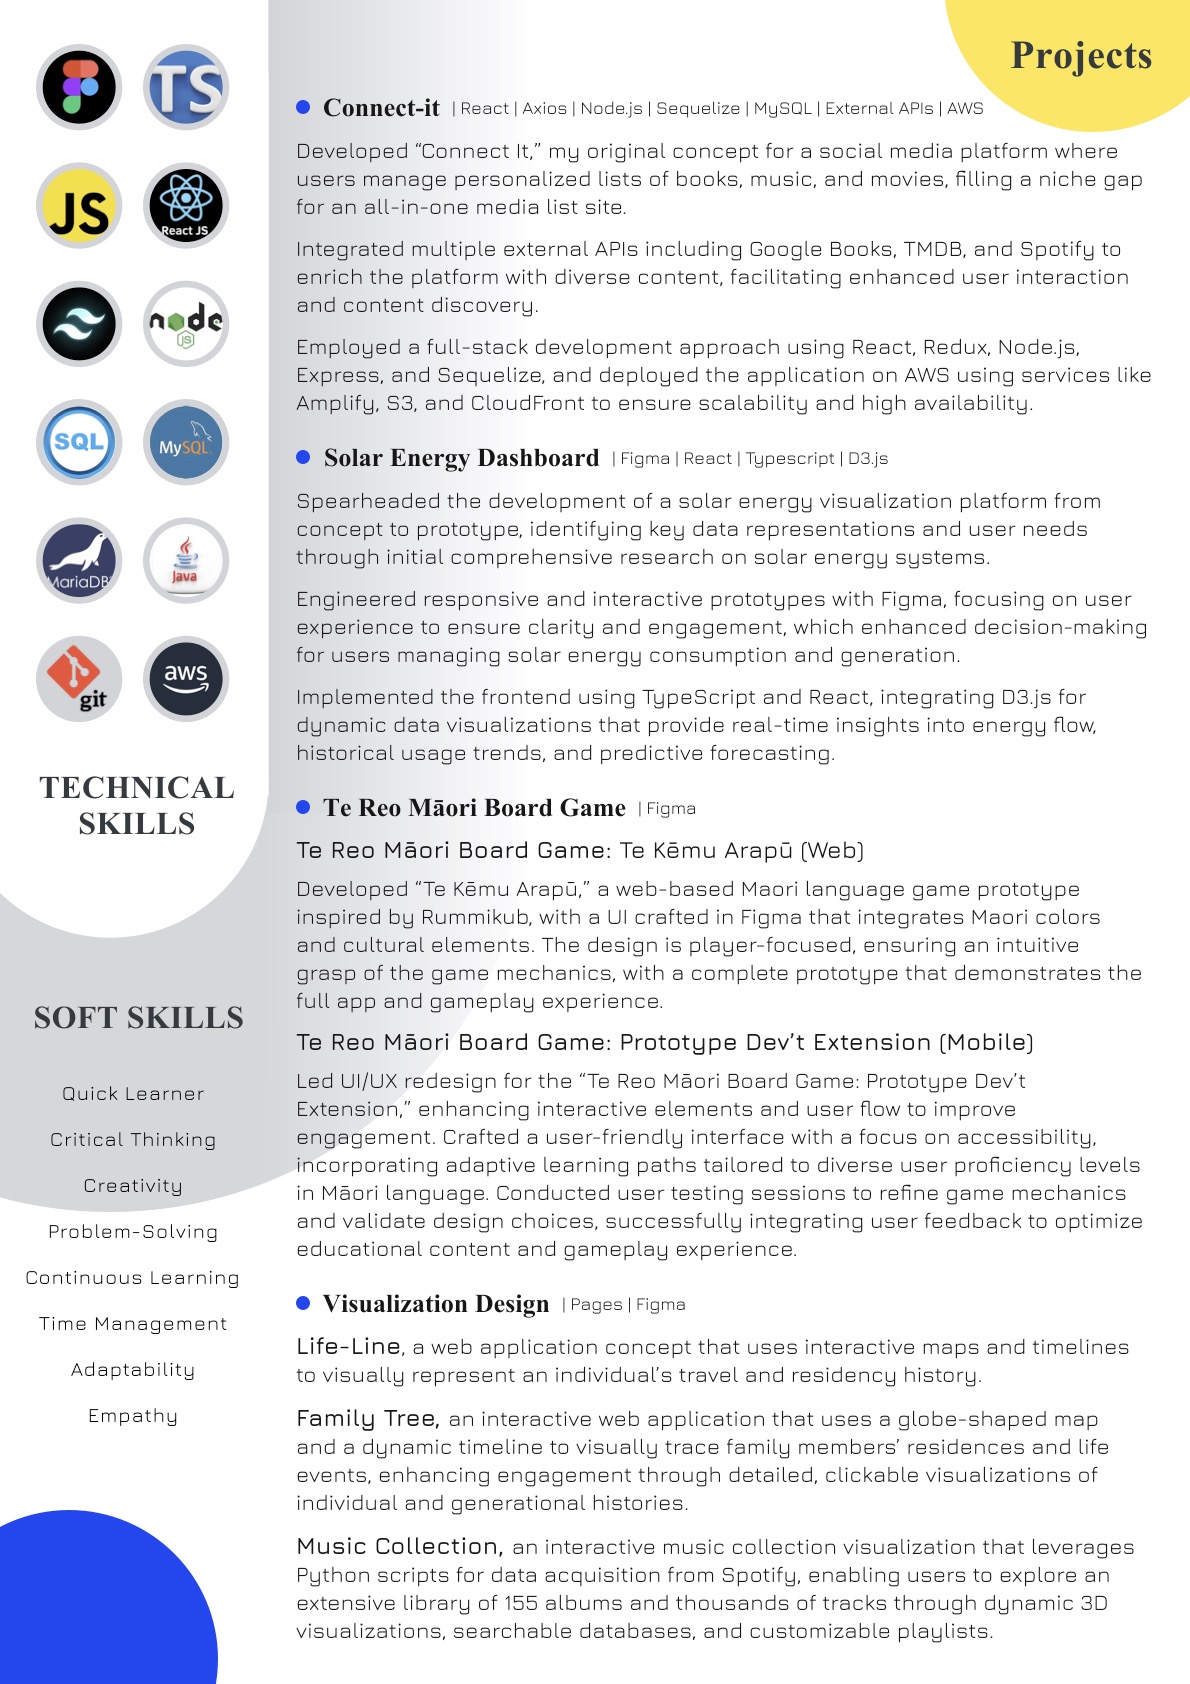 TS
JS
React JS
node
JS
SQL
MySQL
MariaDB
Java
git
aws
TECHNICAL
SKILLS
SOFT SKILLS
Quick Learner
Critical Thinking
Creativity
Problem-Solving
Continuous Learning
Time Management
Adaptability
Empathy
Projects
Connect-it | React | Axios | Node.js | Sequelize | MySQL | External APIs | AWS
Developed “Connect It,” my original concept for a social media platform where
users manage personalized lists of books, music, and movies, filling a niche gap
for an all-in-one media list site.
Integrated multiple external APIs including Google Books, TMDB, and Spotify to
enrich the platform with diverse content, facilitating enhanced user interaction
and content discovery.
Employed a full-stack development approach using React, Redux, Node.js,
Express, and Sequelize, and deployed the application on AWS using services like
Amplify, S3, and CloudFront to ensure scalability and high availability.
Solar Energy Dashboard | Figma | React | Typescript | D3.js
Spearheaded the development of a solar energy visualization platform from
concept to prototype, identifying key data representations and user needs
through initial comprehensive research on solar energy systems.
Engineered responsive and interactive prototypes with Figma, focusing on user
experience to ensure clarity and engagement, which enhanced decision-making
for users managing solar energy consumption and generation.
Implemented the frontend using TypeScript and React, integrating D3.js for
dynamic data visualizations that provide real-time insights into energy flow,
historical usage trends, and predictive forecasting.
Te Reo Māori Board Game | Figma
Te Reo Māori Board Game: Te Kēmu Arapū (Web)
Developed “Te Kēmu Arapū,” a web-based Maori language game prototype
inspired by Rummikub, with a UI crafted in Figma that integrates Maori colors
and cultural elements. The design is player-focused, ensuring an intuitive
grasp of the game mechanics, with a complete prototype that demonstrates the
full app and gameplay experience.
Te Reo Māori Board Game: Prototype Dev’t Extension (Mobile)
Led UI/UX redesign for the “Te Reo Māori Board Game: Prototype Dev’t
Extension,” enhancing interactive elements and user flow to improve
engagement. Crafted a user-friendly interface with a focus on accessibility,
incorporating adaptive learning paths tailored to diverse user proficiency levels
in Māori language. Conducted user testing sessions to refine game mechanics
and validate design choices, successfully integrating user feedback to optimize
educational content and gameplay experience.
Visualization Design | Pages | Figma
Life-Line, a web application concept that uses interactive maps and timelines
to visually represent an individual’s travel and residency history.
Family Tree, an interactive web application that uses a globe-shaped map
and a dynamic timeline to visually trace family members’ residences and life
events, enhancing engagement through detailed, clickable visualizations of
individual and generational histories.
Music Collection, an interactive music collection visualization that leverages
Python scripts for data acquisition from Spotify, enabling users to explore an
extensive library of 155 albums and thousands of tracks through dynamic 3D
visualizations, searchable databases, and customizable playlists.